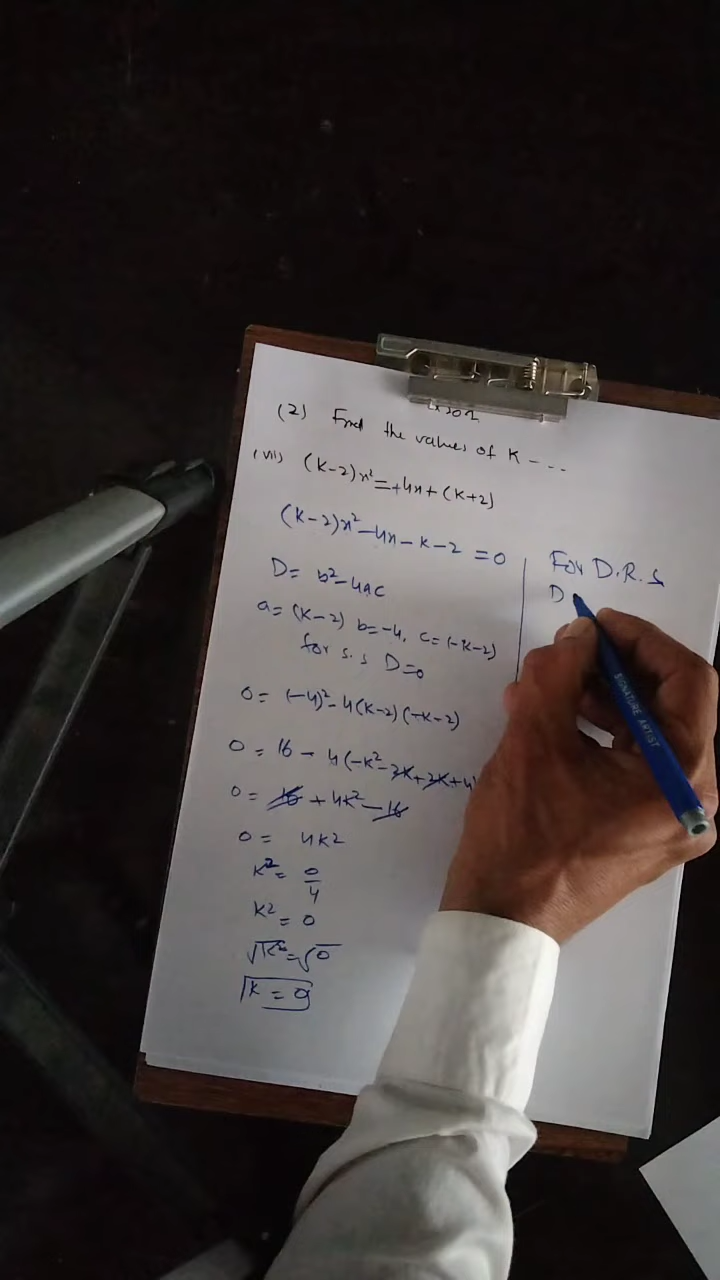 (2) Find the values of K - ...
(vii) (K-2)x²=+4x+(K+2)
(K-2)x²-4x-K-2=0
D= b²-4ac
a=(K-2) b=-4, c=(-K-2)
for s.s D=0
0= (-4)²-4(K-2)(-K-2)
0 = 16 - 4(-K²-2K+2K+4)
0 = 16 + 4K²-16
0 = 4K2
K²= 0/4
K2 = 0
√K²=√0
K = 0
For D.R.S
D
SIGNATURE ARTIST